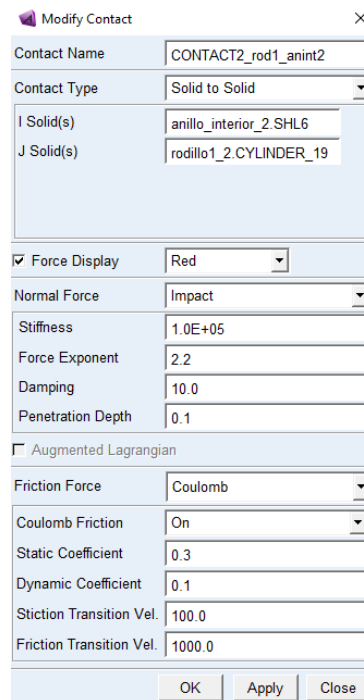 Modify Contact
Contact Name CONTACT2_rod1_anint2
Contact Type Solid to Solid
I Solid(s) anillo_interior_2.SHL6
J Solid(s) rodillo1_2.CYLINDER_19
Force Display Red
Normal Force Impact
Stiffness 1.0E+05
Force Exponent 2.2
Damping 10.0
Penetration Depth 0.1
Augmented Lagrangian
Friction Force Coulomb
Coulomb Friction On
Static Coefficient 0.3
Dynamic Coefficient 0.1
Stiction Transition Vel. 100.0
Friction Transition Vel. 1000.0
OK Apply Close